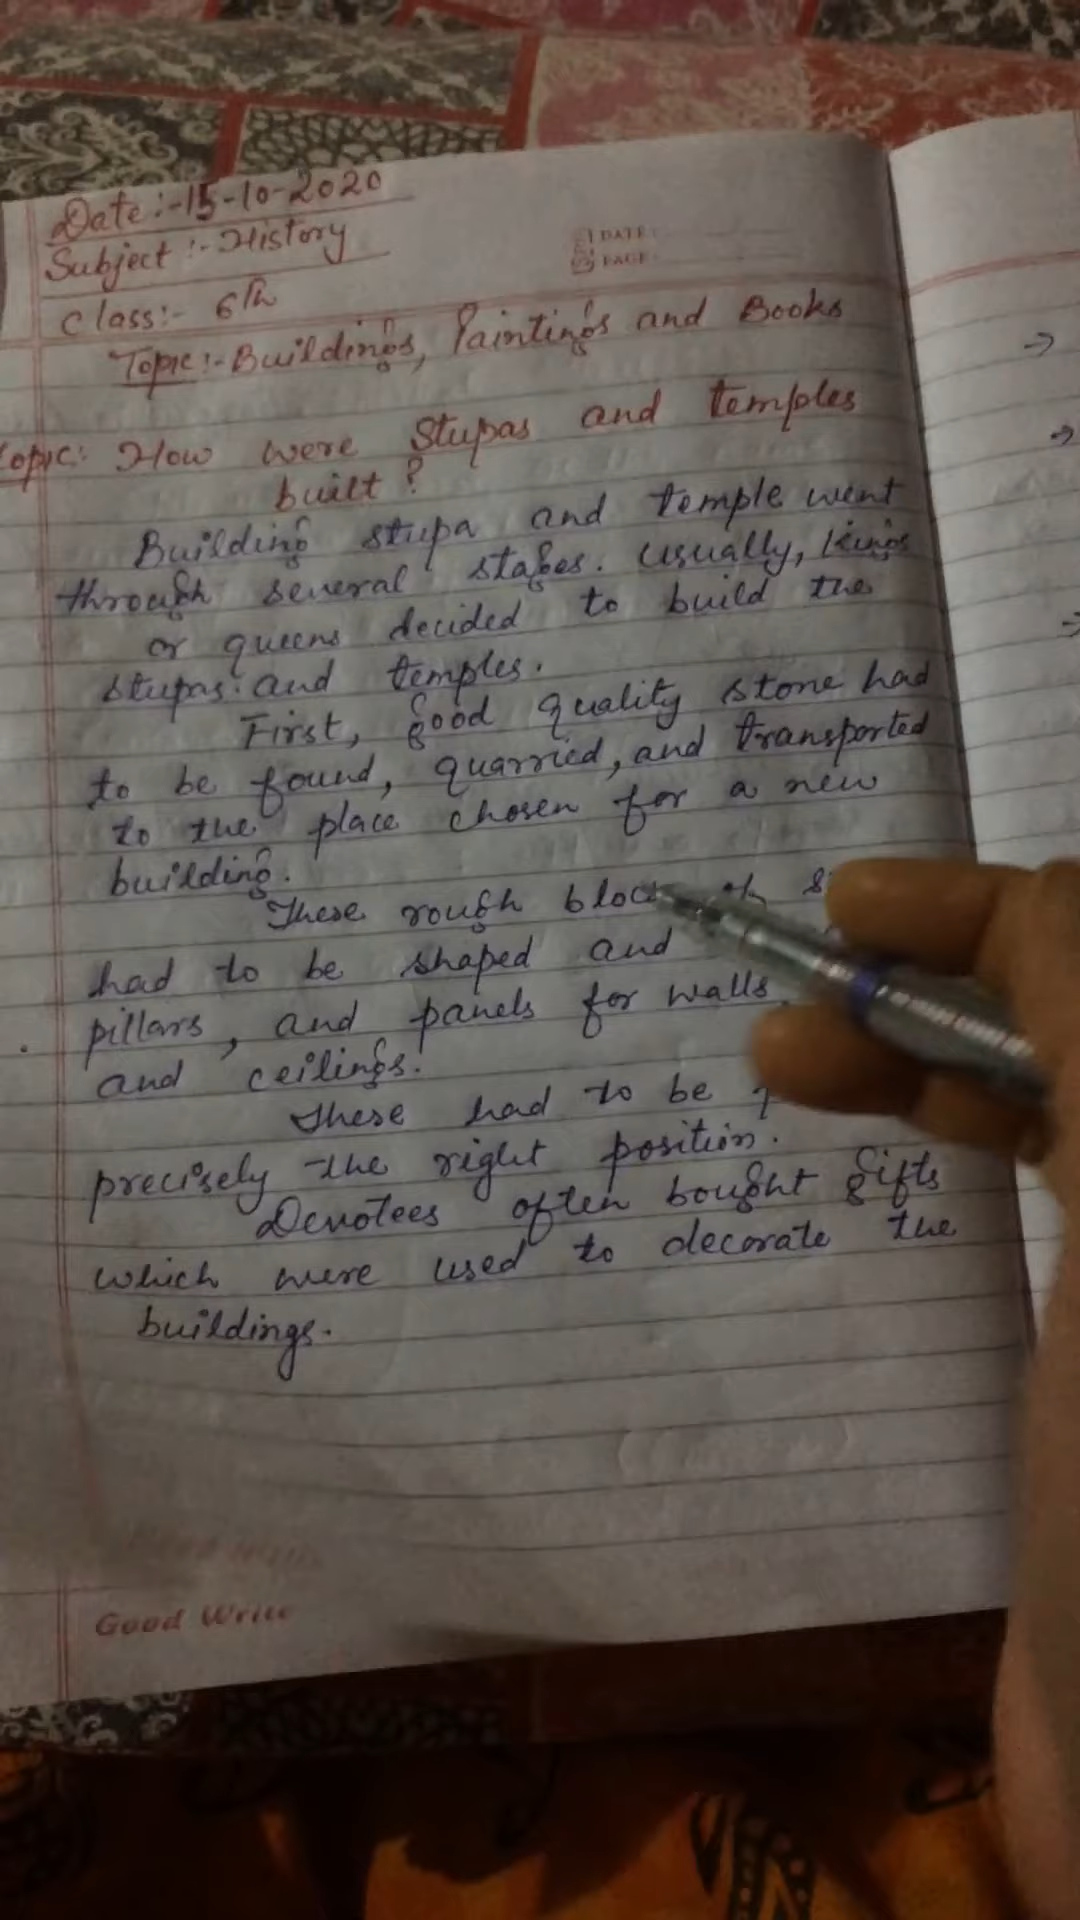 Date:-15-10-2020
Subject:-History
DATE:
PAGE:
Class:- 6th
Topic:-Buildings, Paintings and Books
Topic: How were Stupas and temples
built?
Building stupa and temple went
through several stages. Usually, kings
or queens decided to build the
stupas and temples.
First, good quality stone had
to be found, quarried, and transported
to the place chosen for a new
building.
These rough block of
had to be shaped and
pillars, and panels for walls
and ceilings.
These had to be
precisely the right position.
Devotees often bought gifts
which were used to decorate the
buildings.
Good Write